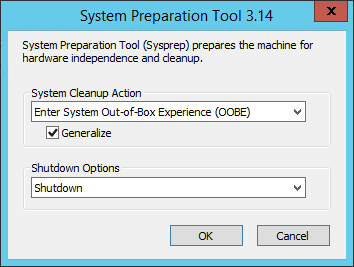 System Preparation Tool 3.14
x
System Preparation Tool (Sysprep) prepares the machine for
hardware independence and cleanup.
System Cleanup Action
Enter System Out-of-Box Experience (OOBE)
Generalize
Shutdown Options
Shutdown
OK Cancel